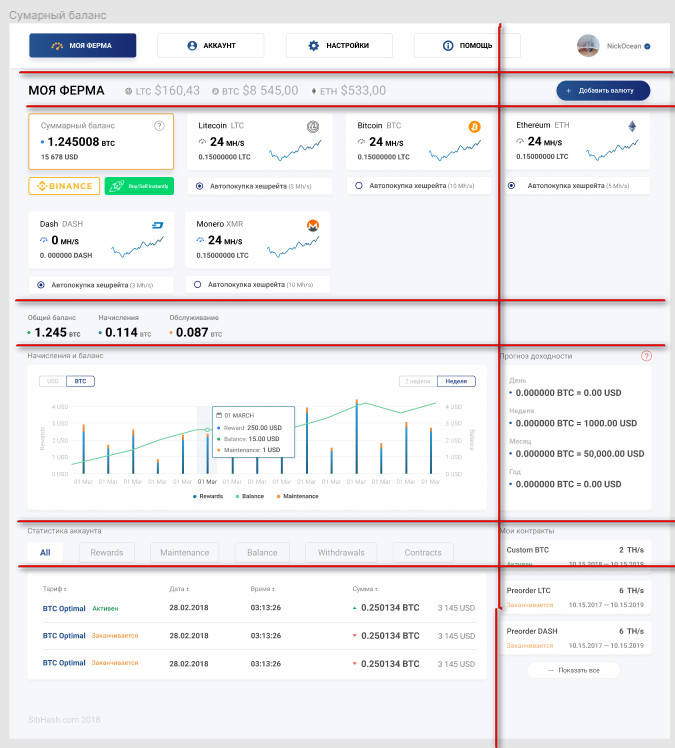 Сумарный баланс
МОЯ ФЕРМА
АККАУНТ
НАСТРОЙКИ
ПОМОЩЬ
NickOcean
МОЯ ФЕРМА
LTC $160,43
BTC $8 545,00
ETH $533,00
+ Добавить валюту
Суммарный баланс ?
1.245008 BTC
15 678 USD
Litecoin LTC
24 MH/S
0.15000000 LTC
Bitcoin BTC
24 MH/S
0.15000000 LTC
Ethereum ETH
24 MH/S
0.15000000 LTC
BINANCE
Buy/Sell Instantly
Автопокупка хешрейта (3 Mh/s)
Автопокупка хешрейта (10 Mh/s)
Автопокупка хешрейта (5 Mh/s)
Dash DASH
0 MH/S
0. 000000 DASH
Monero XMR
24 MH/S
0.15000000 LTC
Автопокупка хешрейта (3 Mh/s)
Автопокупка хешрейта (10 Mh/s)
Общий баланс
1.245 BTC
Начисления
0.114 BTC
Обслуживание
0.087 BTC
Начисления и баланс
USD BTC
2 недели Неделя
4 USD
3 USD
2 USD
1 USD
0 USD
Rewards
01 MARCH
Reward: 250.00 USD
Balance: 15.00 USD
Maintenance: 1 USD
4 USD
3 USD
2 USD
1 USD
0 USD
Balance
01 Mar 01 Mar 01 Mar 01 Mar 01 Mar 01 Mar 01 Mar 01 Mar 01 Mar 01 Mar 01 Mar 01 Mar 01 Mar 01 Mar 01 Mar
Rewards Balance Maintenance
Прогноз доходности ?
День
0.000000 BTC = 0.00 USD
Неделя
0.000000 BTC = 1000.00 USD
Месяц
0.000000 BTC = 50,000.00 USD
Год
0.000000 BTC = 0.00 USD
Статистика аккаунта
All Rewards Maintenance Balance Withdrawals Contracts
Тариф Дата Время Сумма
BTC Optimal Активен 28.02.2018 03:13:26 0.250134 BTC 3 145 USD
BTC Optimal Заканчивается 28.02.2018 03:13:26 0.250134 BTC 3 145 USD
BTC Optimal Заканчивается 28.02.2018 03:13:26 0.250134 BTC 3 145 USD
Мои контракты
Custom BTC 2 TH/s
Активен 10.15.2018 — 10.15.2019
Preorder LTC 6 TH/s
Заканчивается 10.15.2017 — 10.15.2019
Preorder DASH 6 TH/s
Заканчивается 10.15.2017 — 10.15.2019
Показать все
SibHash.com 2018